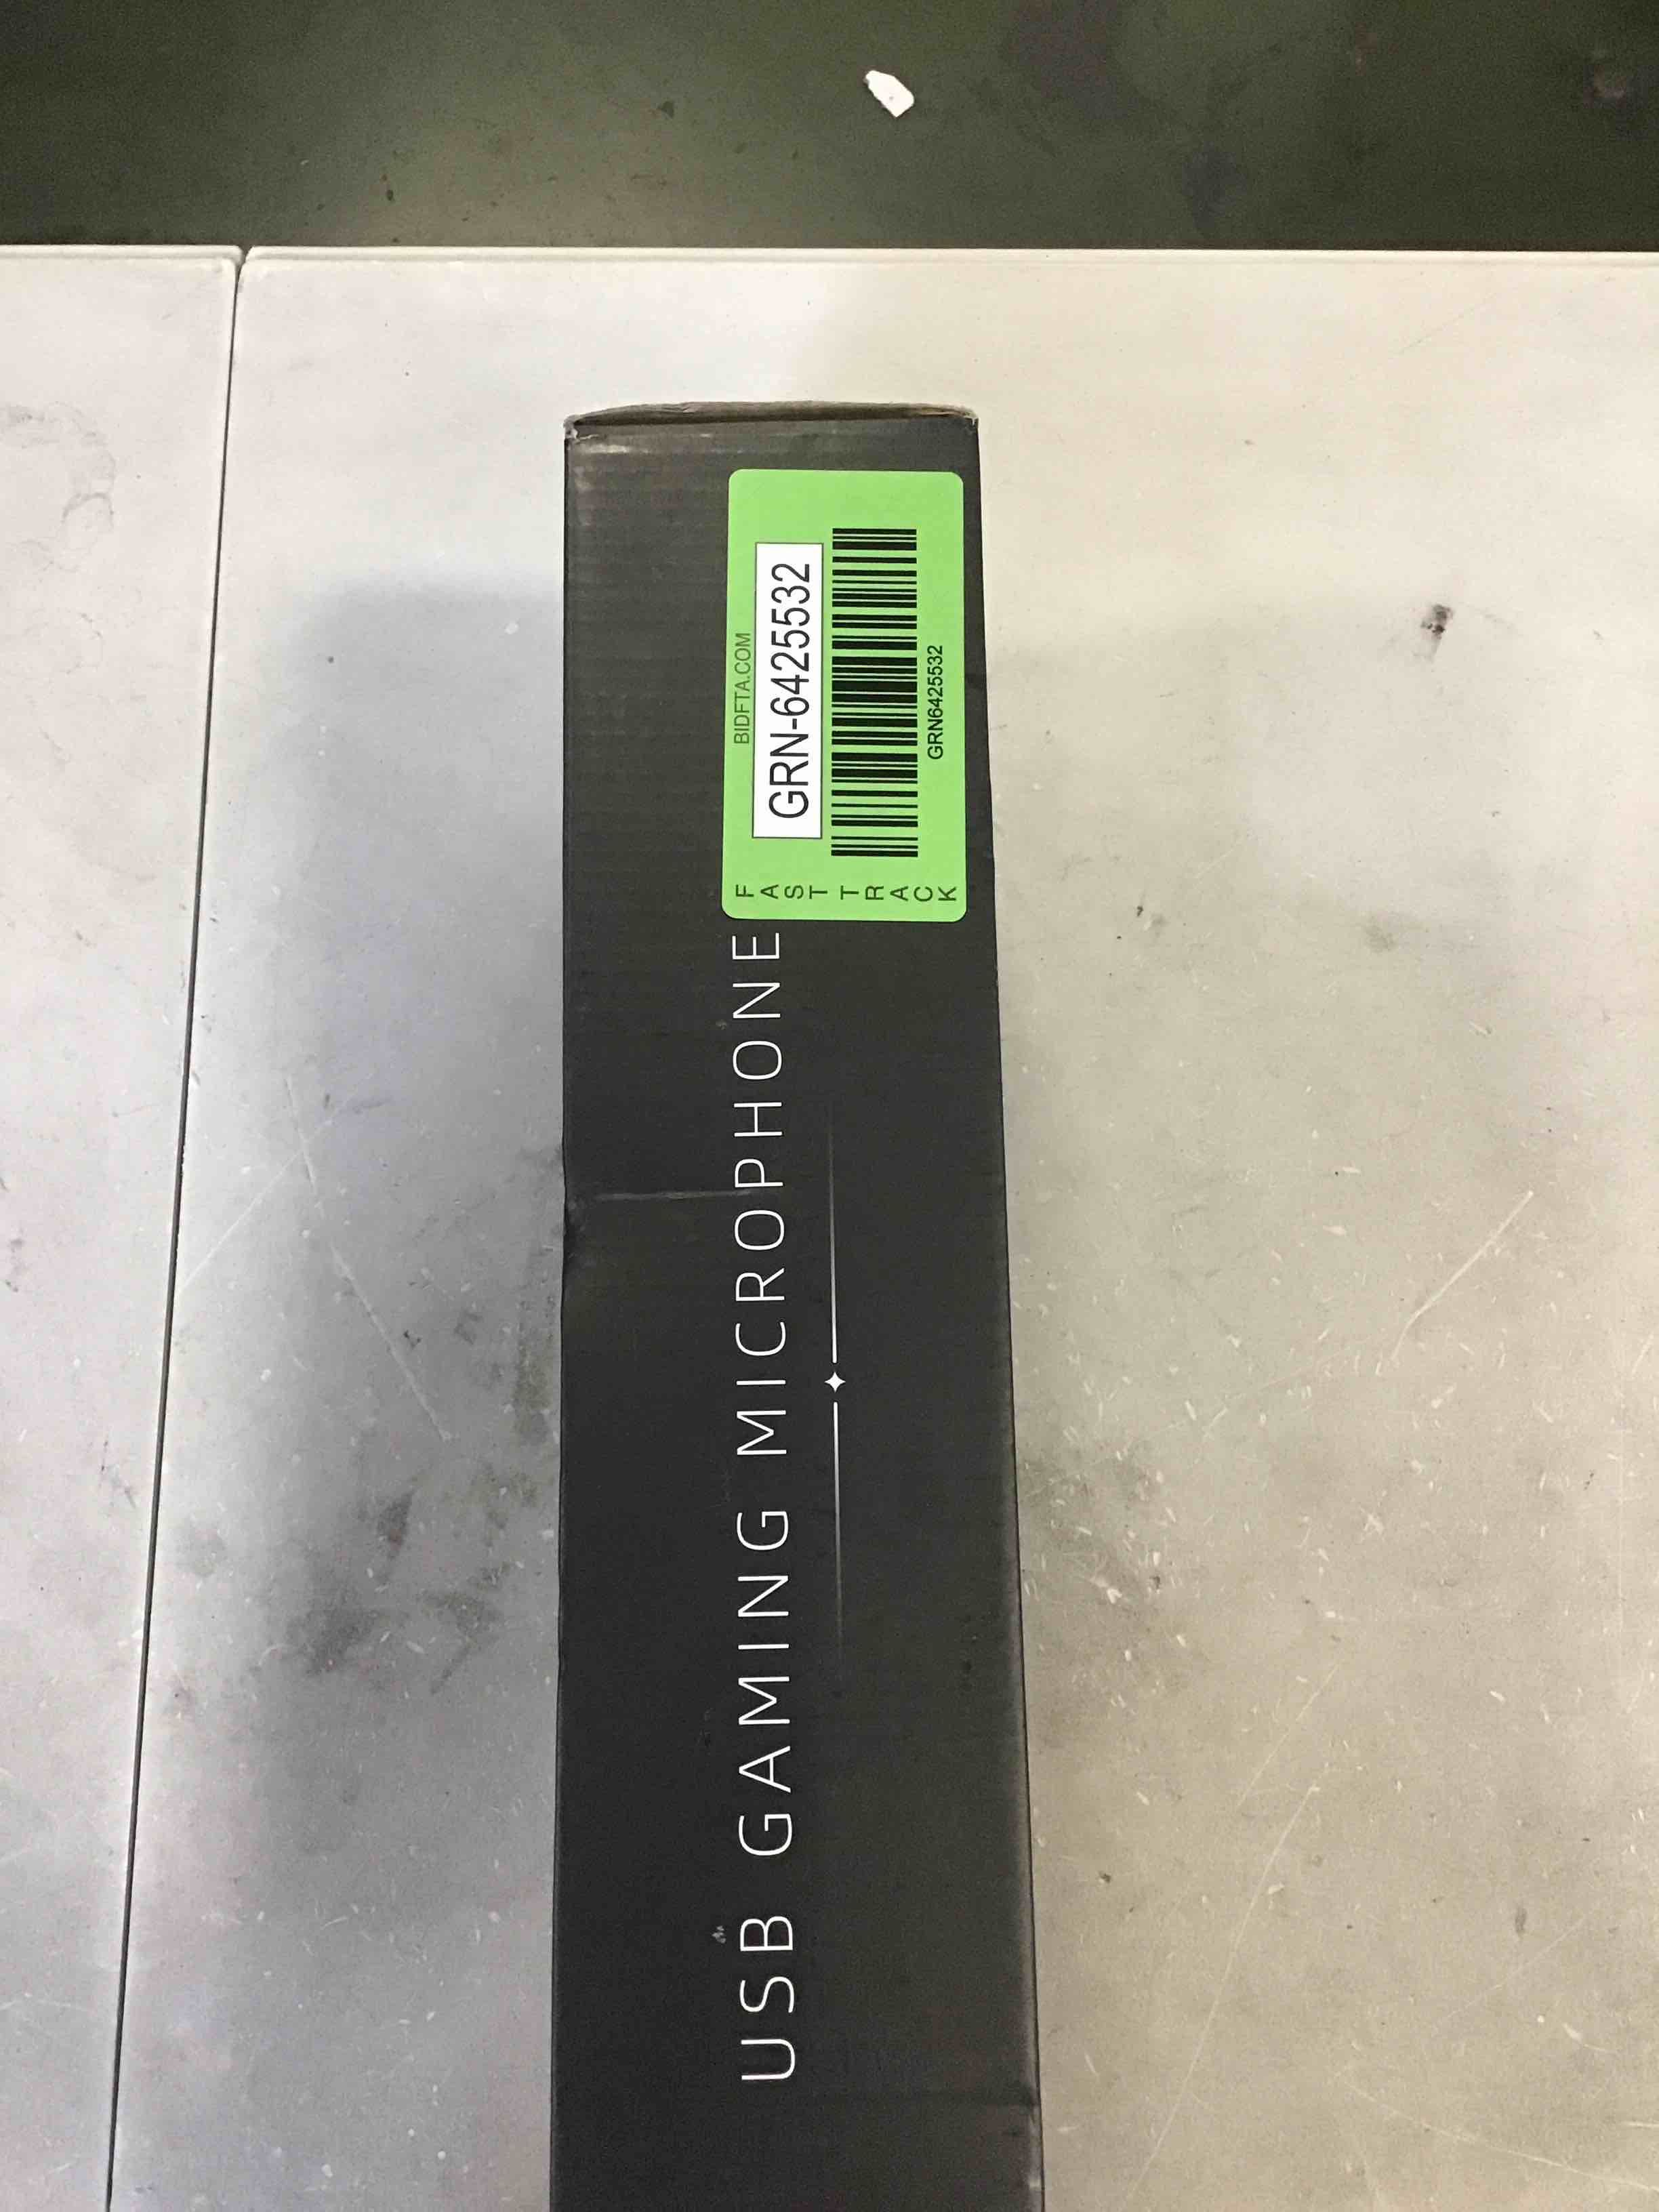 USB GAMING MICROPHONE
BIDFTA.COM
GRN-6425532
GRN6425532
FAST TRACK